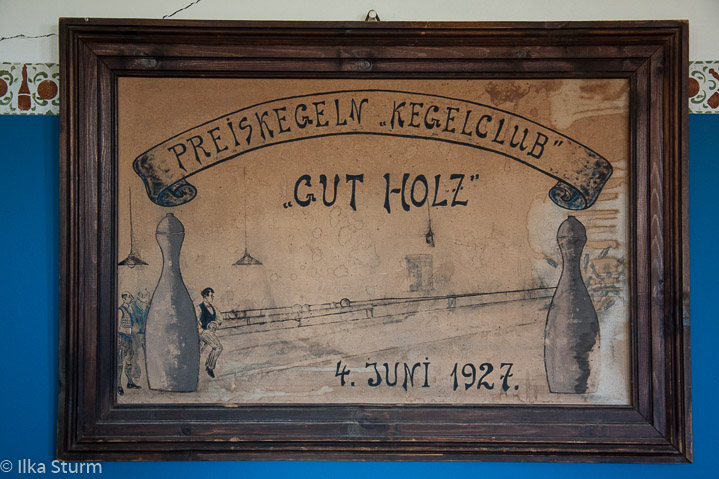 PREISKEGELN „KEGELCLUB"
„GUT HOLZ"
4. JUNI 1927.
© Ilka Sturm